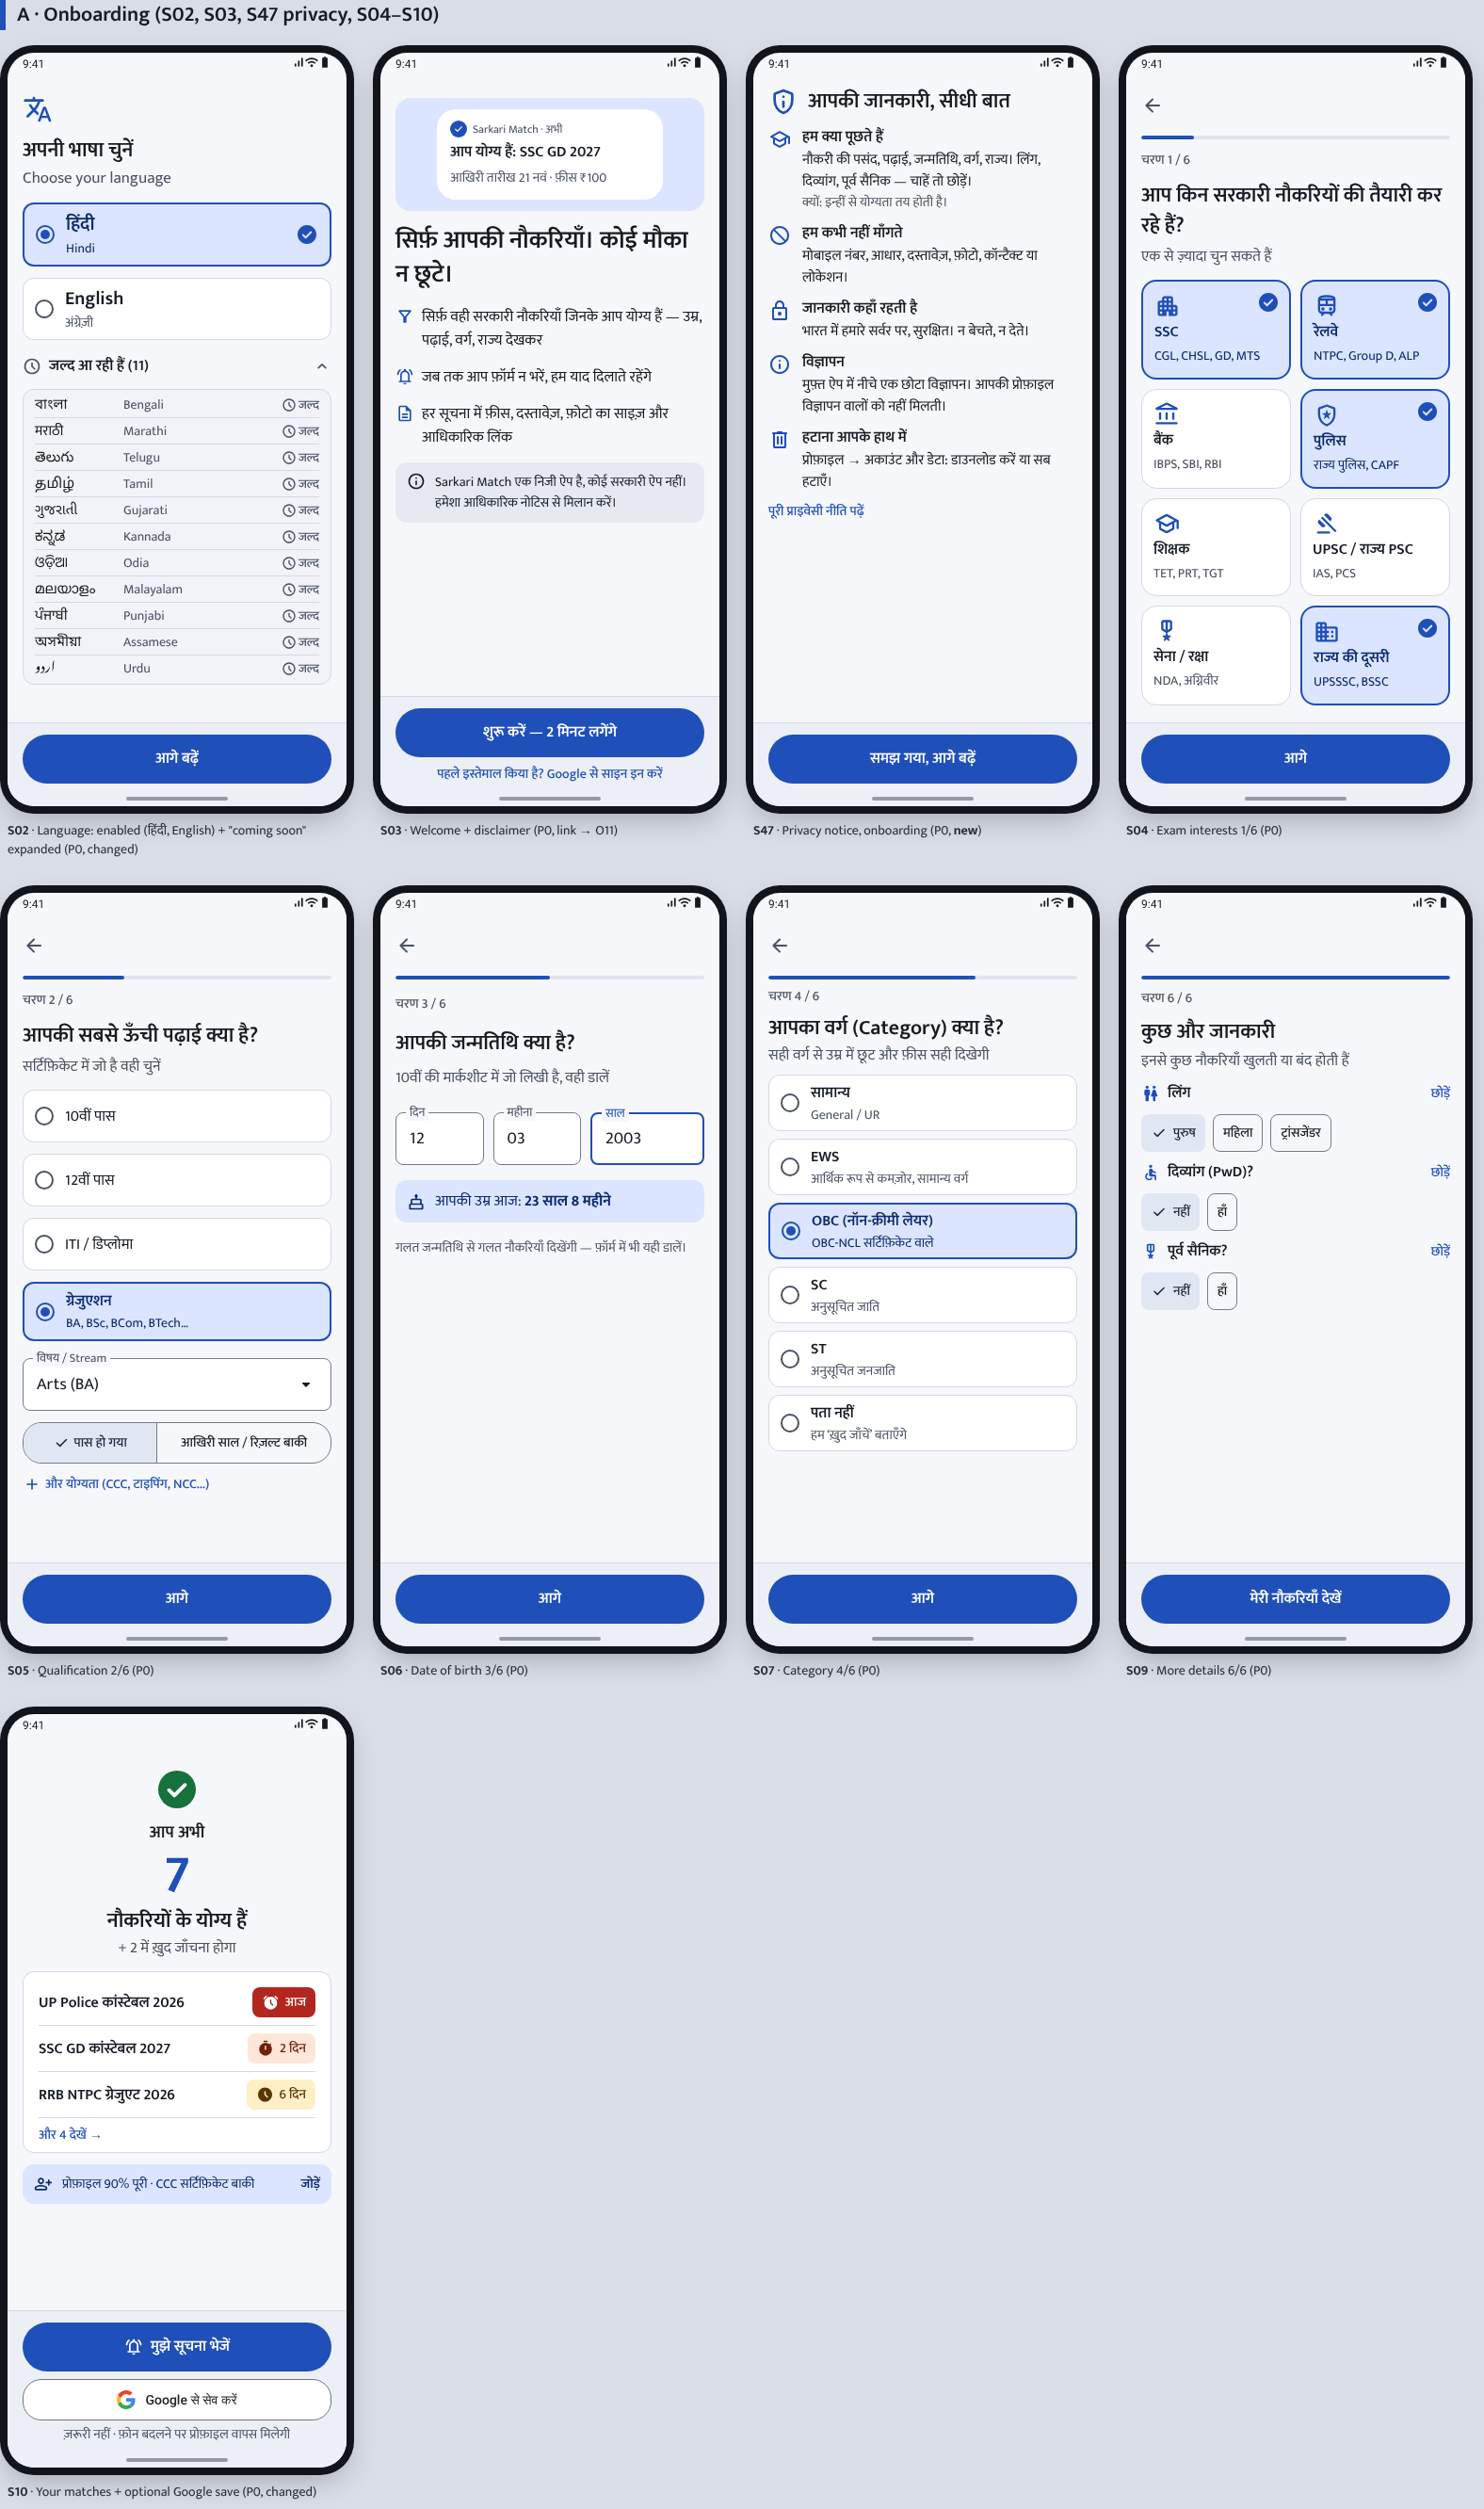 A · Onboarding (S02, S03, S47 privacy, S04–S10)
9:41
अपनी भाषा चुनें
Choose your language
हिंदी
Hindi
English
अंग्रेज़ी
जल्द आ रही हैं (11)
বাংলা Bengali जल्द
मराठी Marathi जल्द
తెలుగు Telugu जल्द
தமிழ் Tamil जल्द
ગુજરાતી Gujarati जल्द
ಕನ್ನಡ Kannada जल्द
ଓଡ଼ିଆ Odia जल्द
മലയാളം Malayalam जल्द
ਪੰਜਾਬੀ Punjabi जल्द
অসমীয়া Assamese जल्द
اردو Urdu जल्द
आगे बढ़ें
S02 · Language: enabled (हिंदी, English) + "coming soon"
expanded (P0, changed)
9:41
Sarkari Match · अभी
आप योग्य हैं: SSC GD 2027
आखिरी तारीख 21 नवं · फ़ीस ₹100
सिर्फ़ आपकी नौकरियाँ। कोई मौका
न छूटे।
सिर्फ़ वही सरकारी नौकरियाँ जिनके आप योग्य हैं — उम्र,
पढ़ाई, वर्ग, राज्य देखकर
जब तक आप फ़ॉर्म न भरें, हम याद दिलाते रहेंगे
हर सूचना में फ़ीस, दस्तावेज़, फ़ोटो का साइज़ और
आधिकारिक लिंक
Sarkari Match एक निजी ऐप है, कोई सरकारी ऐप नहीं।
हमेशा आधिकारिक नोटिस से मिलान करें।
शुरू करें — 2 मिनट लगेंगे
पहले इस्तेमाल किया है? Google से साइन इन करें
S03 · Welcome + disclaimer (P0, link → O11)
9:41
आपकी जानकारी, सीधी बात
हम क्या पूछते हैं
नौकरी की पसंद, पढ़ाई, जन्मतिथि, वर्ग, राज्य। लिंग,
दिव्यांग, पूर्व सैनिक — चाहें तो छोड़ें।
क्यों: इन्हीं से योग्यता तय होती है।
हम कभी नहीं माँगते
मोबाइल नंबर, आधार, दस्तावेज़, फ़ोटो, कॉन्टैक्ट या
लोकेशन।
जानकारी कहाँ रहती है
भारत में हमारे सर्वर पर, सुरक्षित। न बेचते, न देते।
विज्ञापन
मुफ़्त ऐप में नीचे एक छोटा विज्ञापन। आपकी प्रोफ़ाइल
विज्ञापन वालों को नहीं मिलती।
हटाना आपके हाथ में
प्रोफ़ाइल → अकाउंट और डेटा: डाउनलोड करें या सब
हटाएँ।
पूरी प्राइवेसी नीति पढ़ें
समझ गया, आगे बढ़ें
S47 · Privacy notice, onboarding (P0, new)
9:41
चरण 1 / 6
आप किन सरकारी नौकरियों की तैयारी कर
रहे हैं?
एक से ज़्यादा चुन सकते हैं
SSC
CGL, CHSL, GD, MTS
रेलवे
NTPC, Group D, ALP
बैंक
IBPS, SBI, RBI
पुलिस
राज्य पुलिस, CAPF
शिक्षक
TET, PRT, TGT
UPSC / राज्य PSC
IAS, PCS
सेना / रक्षा
NDA, अग्निवीर
राज्य की दूसरी
UPSSSC, BSSC
आगे
S04 · Exam interests 1/6 (P0)
9:41
चरण 2 / 6
आपकी सबसे ऊँची पढ़ाई क्या है?
सर्टिफ़िकेट में जो है वही चुनें
10वीं पास
12वीं पास
ITI / डिप्लोमा
ग्रेजुएशन
BA, BSc, BCom, BTech...
विषय / Stream
Arts (BA)
पास हो गया
आखिरी साल / रिज़ल्ट बाकी
और योग्यता (CCC, टाइपिंग, NCC...)
आगे
S05 · Qualification 2/6 (P0)
9:41
चरण 3 / 6
आपकी जन्मतिथि क्या है?
10वीं की मार्कशीट में जो लिखी है, वही डालें
दिन महीना साल
12 03 2003
आपकी उम्र आज: 23 साल 8 महीने
गलत जन्मतिथि से गलत नौकरियाँ दिखेंगी — फ़ॉर्म में भी यही डालें।
आगे
S06 · Date of birth 3/6 (P0)
9:41
चरण 4 / 6
आपका वर्ग (Category) क्या है?
सही वर्ग से उम्र में छूट और फ़ीस सही दिखेगी
सामान्य
General / UR
EWS
आर्थिक रूप से कमज़ोर, सामान्य वर्ग
OBC (नॉन-क्रीमी लेयर)
OBC-NCL सर्टिफ़िकेट वाले
SC
अनुसूचित जाति
ST
अनुसूचित जनजाति
पता नहीं
हम ‘ख़ुद जाँचें’ बताएँगे
आगे
S07 · Category 4/6 (P0)
9:41
चरण 6 / 6
कुछ और जानकारी
इनसे कुछ नौकरियाँ खुलती या बंद होती हैं
लिंग छोड़ें
पुरुष महिला ट्रांसजेंडर
दिव्यांग (PwD)? छोड़ें
नहीं हाँ
पूर्व सैनिक? छोड़ें
नहीं हाँ
मेरी नौकरियाँ देखें
S09 · More details 6/6 (P0)
9:41
आप अभी
7
नौकरियों के योग्य हैं
+ 2 में ख़ुद जाँचना होगा
UP Police कांस्टेबल 2026 आज
SSC GD कांस्टेबल 2027 2 दिन
RRB NTPC ग्रेजुएट 2026 6 दिन
और 4 देखें →
प्रोफ़ाइल 90% पूरी · CCC सर्टिफ़िकेट बाकी जोड़ें
मुझे सूचना भेजें
Google से सेव करें
ज़रूरी नहीं · फ़ोन बदलने पर प्रोफ़ाइल वापस मिलेगी
S10 · Your matches + optional Google save (P0, changed)